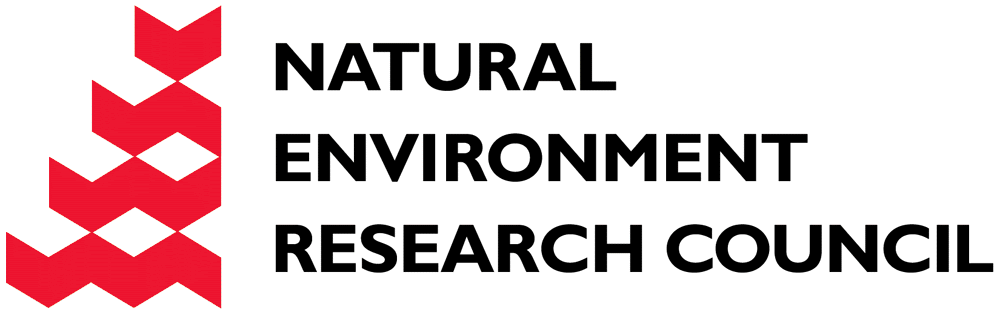 NATURAL
ENVIRONMENT
RESEARCH COUNCIL